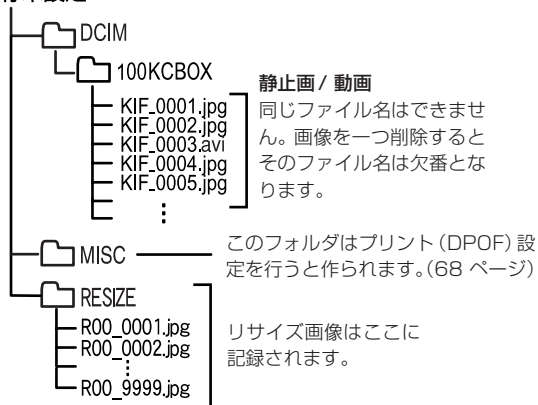 DCIM
100KCBOX
静止画/ 動画
KIF_0001.jpg
KIF_0002.jpg
KIF_0003.avi
KIF_0004.jpg
KIF_0005.jpg
同じファイル名はできませ
ん。画像を一つ削除すると
そのファイル名は欠番とな
ります。
MISC
このフォルダはプリント(DPOF)設
定を行うと作られます。(68 ページ)
RESIZE
R00_0001.jpg
R00_0002.jpg
R00_9999.jpg
リサイズ画像はここに
記録されます。